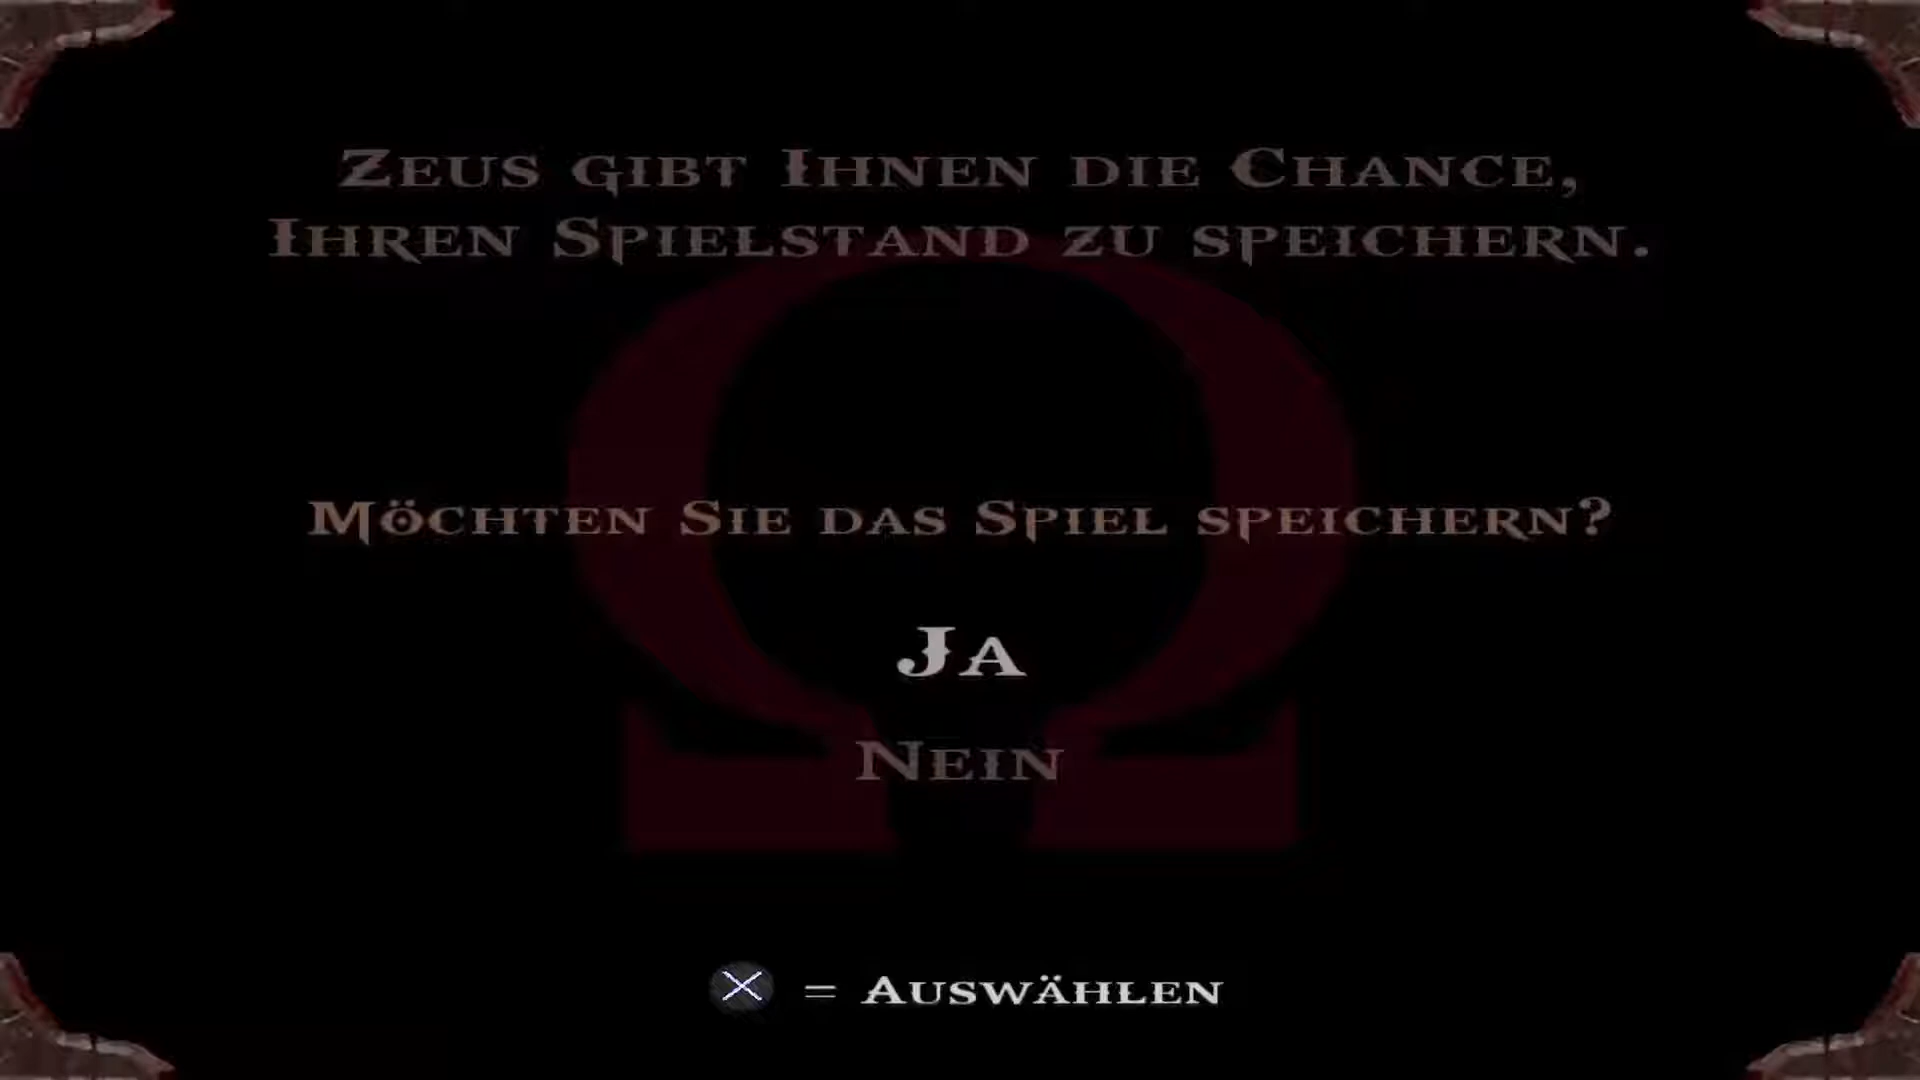 Zeus gibt Ihnen die Chance,
Ihren Spielstand zu speichern.
Möchten Sie das Spiel speichern?
Ja
Nein
= Auswählen